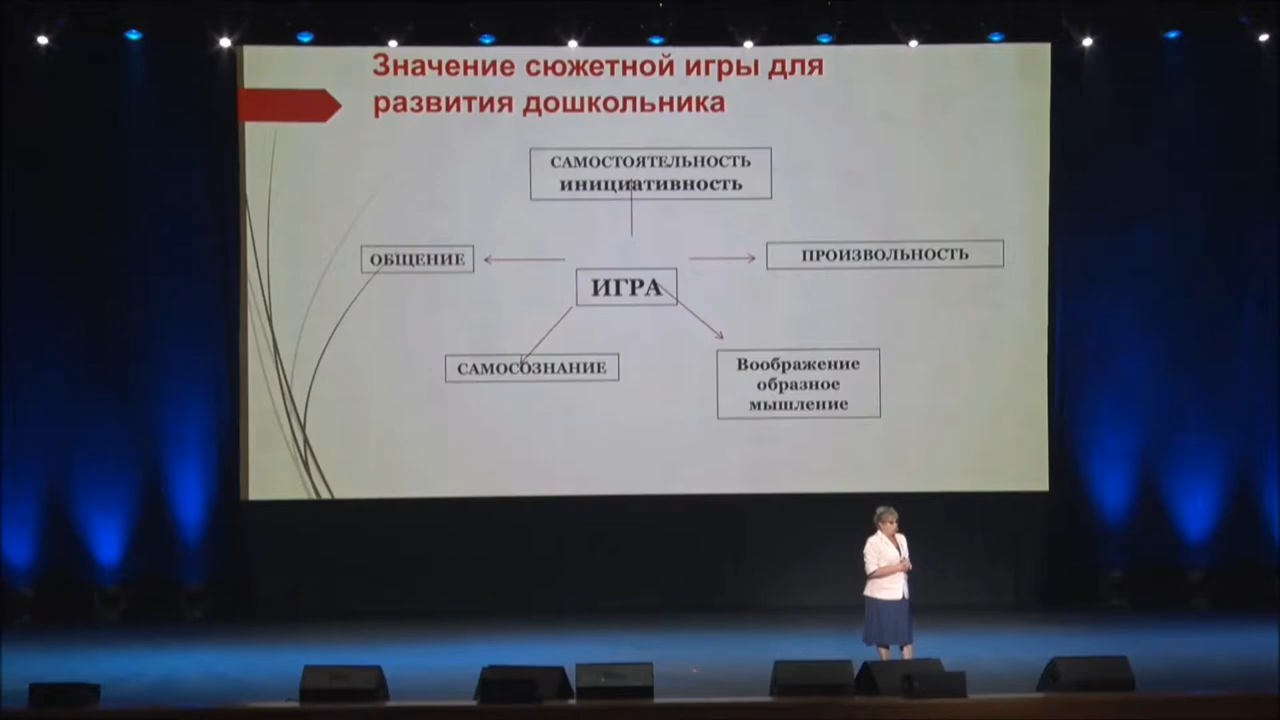 Значение сюжетной игры для
развития дошкольника
САМОСТОЯТЕЛЬНОСТЬ
инициативность
ОБЩЕНИЕ
ПРОИЗВОЛЬНОСТЬ
ИГРА
САМОСОЗНАНИЕ
Воображение
образное
мышление